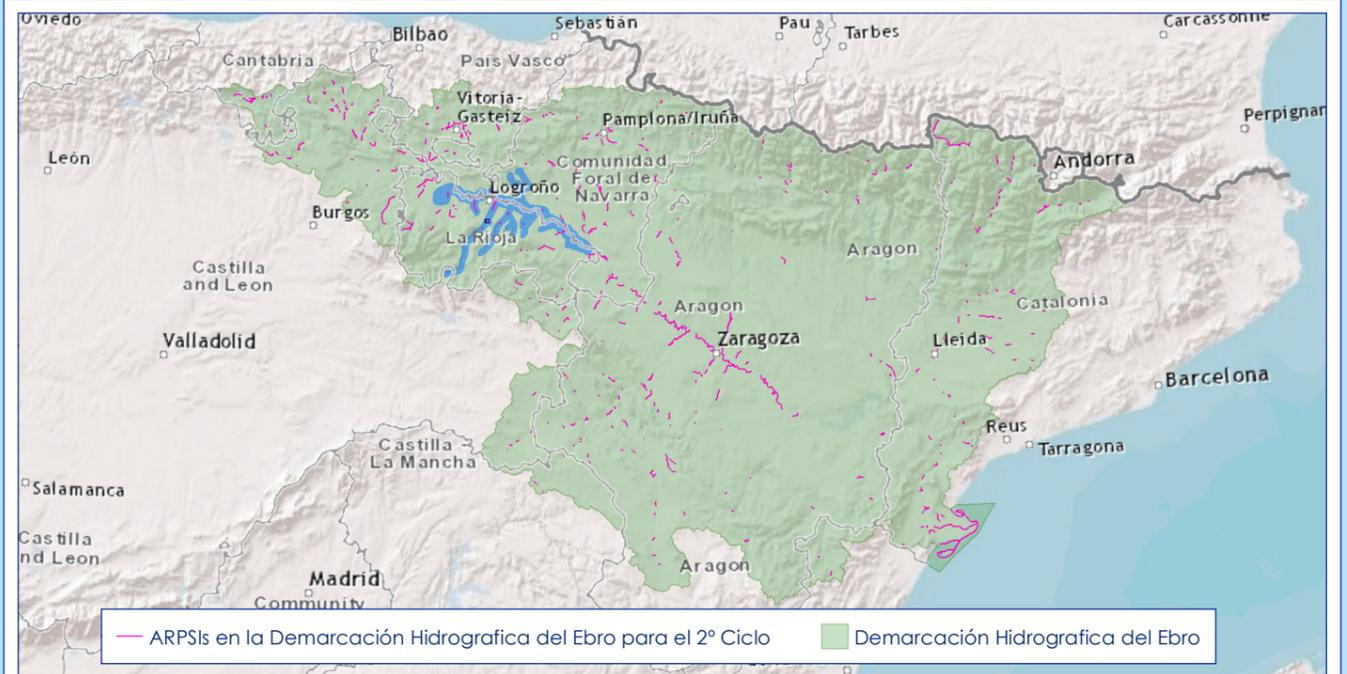 Oviedo
Sebastián
Pau
Carcassonne
Bilbao
Tarbes
Cantabria
País Vasco
Vitoria-
Gasteiz
Pamplona/Iruña
Perpignan
León
Andorra
Comunidad
Foral de
Navarra
Logroño
Burgos
La Rioja
Aragon
Castilla
and Leon
Aragon
Catalonia
Valladolid
Zaragoza
Lleida
Barcelona
Reus
Tarragona
Castilla -
La Mancha
Salamanca
Castilla
nd Leon
Aragon
Madrid
Community
ARPSIs en la Demarcación Hidrografica del Ebro para el 2º Ciclo
Demarcación Hidrografica del Ebro